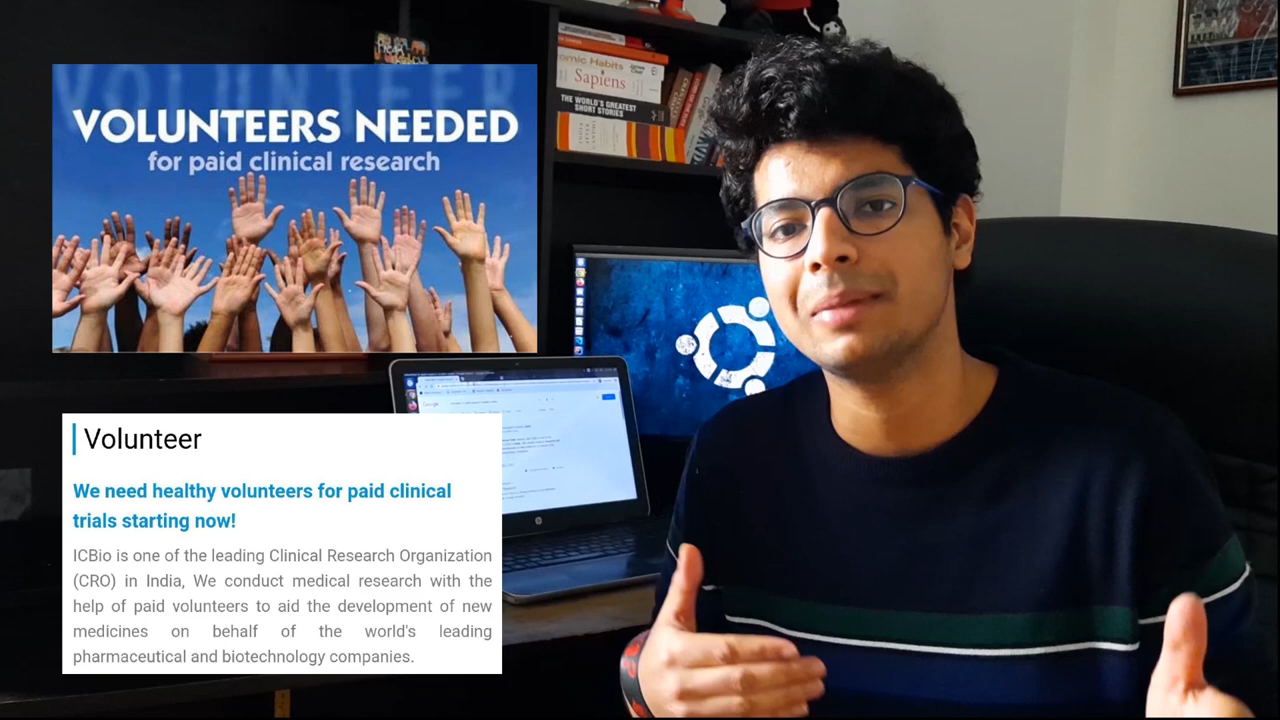 VOLUNTEER
VOLUNTEERS NEEDED
for paid clinical research
Volunteer
We need healthy volunteers for paid clinical
trials starting now!
ICBio is one of the leading Clinical Research Organization
(CRO) in India, We conduct medical research with the
help of paid volunteers to aid the development of new
medicines on behalf of the world's leading
pharmaceutical and biotechnology companies.
Sapiens
THE WORLD'S GREATEST
SHORT STORIES
Google
hp